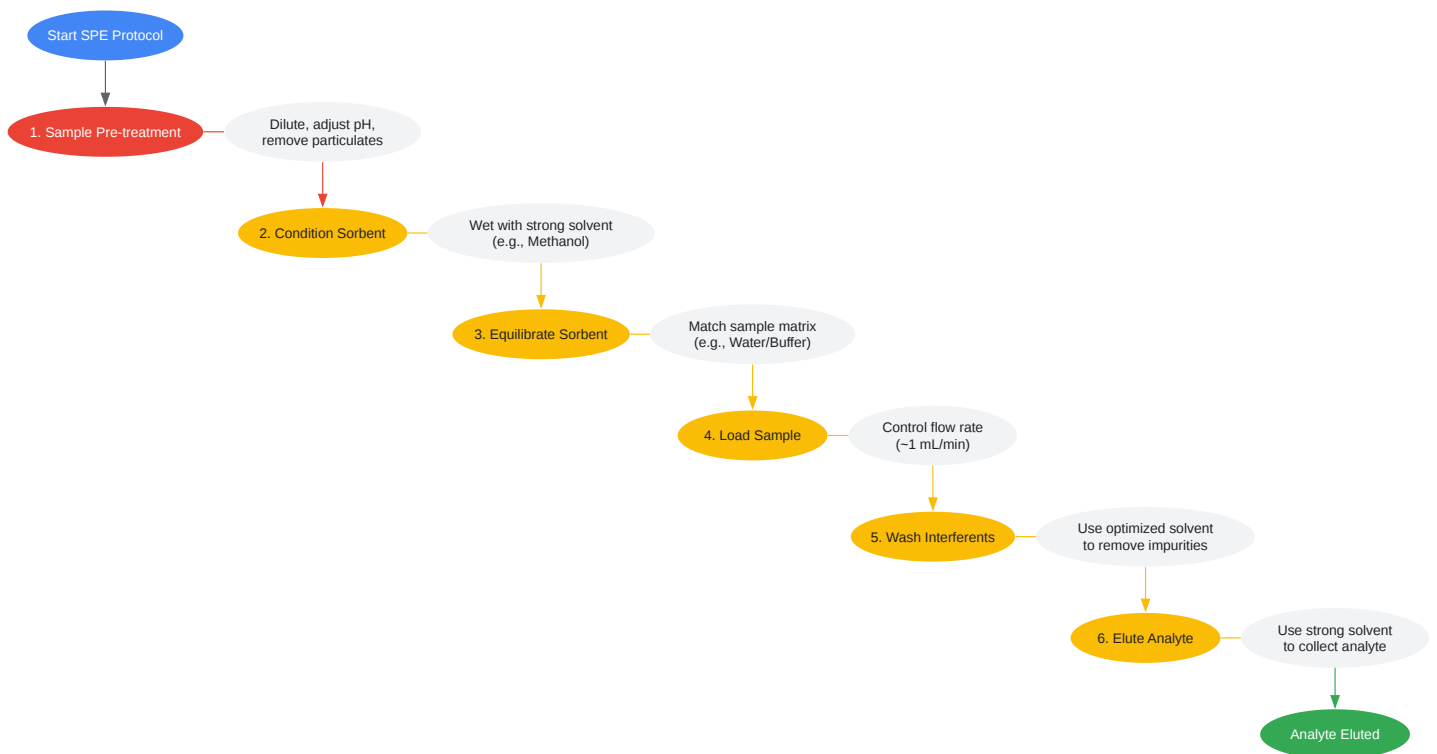 Start SPE Protocol
1. Sample Pre-treatment
Dilute, adjust pH,
remove particulates
2. Condition Sorbent
Wet with strong solvent
(e.g., Methanol)
3. Equilibrate Sorbent
Match sample matrix
(e.g., Water/Buffer)
4. Load Sample
Control flow rate
(~1 mL/min)
5. Wash Interferents
Use optimized solvent
to remove impurities
6. Elute Analyte
Use strong solvent
to collect analyte
Analyte Eluted